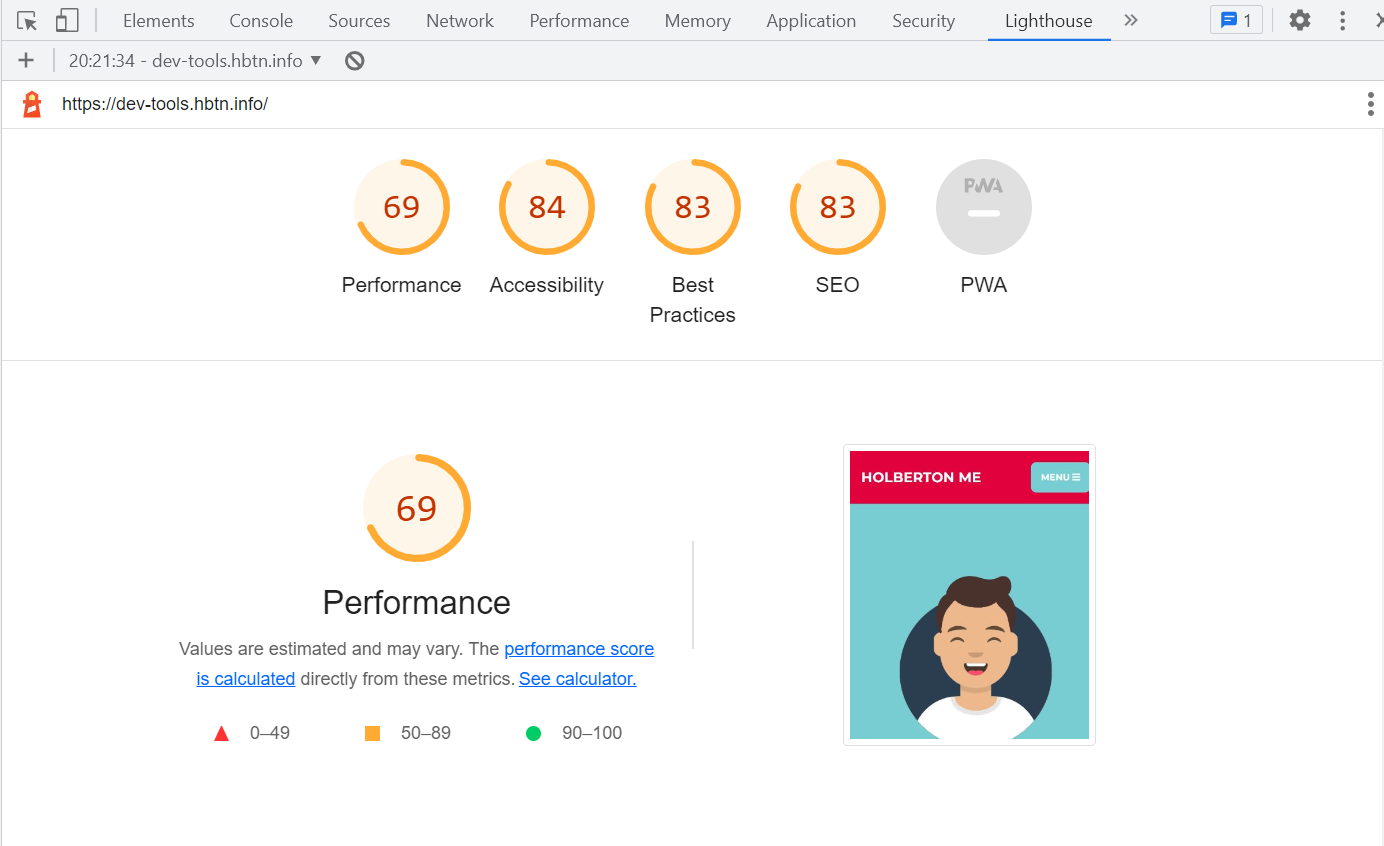 Elements Console Sources Network Performance Memory Application Security Lighthouse 1
20:21:34 - dev-tools.hbtn.info
https://dev-tools.hbtn.info/
69 84 83 83 PWA
Performance Accessibility Best Practices SEO PWA
69
Performance
Values are estimated and may vary. The performance score
is calculated directly from these metrics. See calculator.
0–49 50–89 90–100
HOLBERTON ME MENU